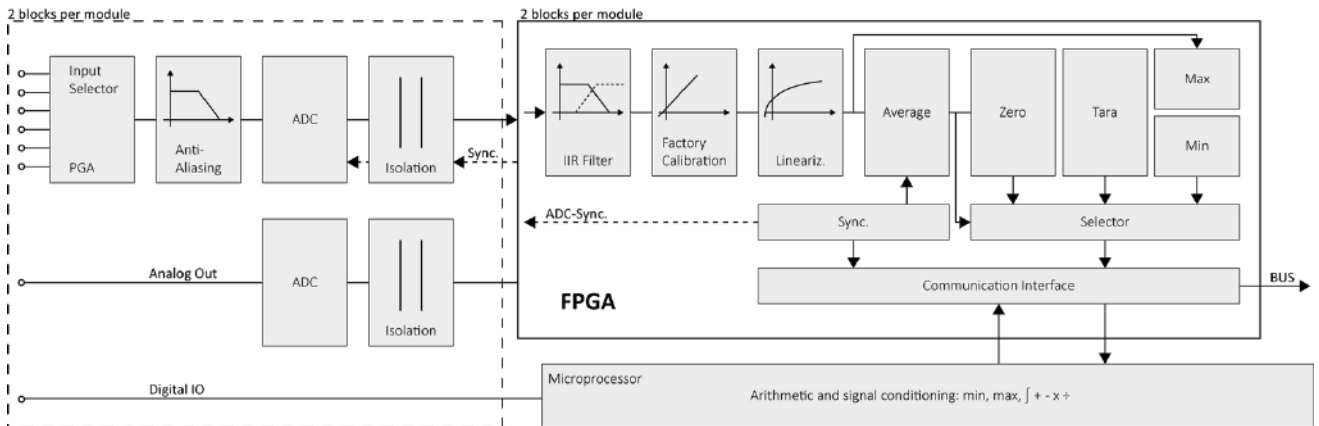 2 blocks per module
2 blocks per module
Input
Selector
PGA
Anti-
Aliasing
ADC
Isolation
Sync.
IIR Filter
Factory
Calibration
Lineariz.
Average
Zero
Tara
Max
Min
ADC-Sync.
Sync.
Selector
Analog Out
ADC
Isolation
FPGA
Communication Interface
BUS
Digital IO
Microprocessor
Arithmetic and signal conditioning: min, max, ∫ + - x ÷